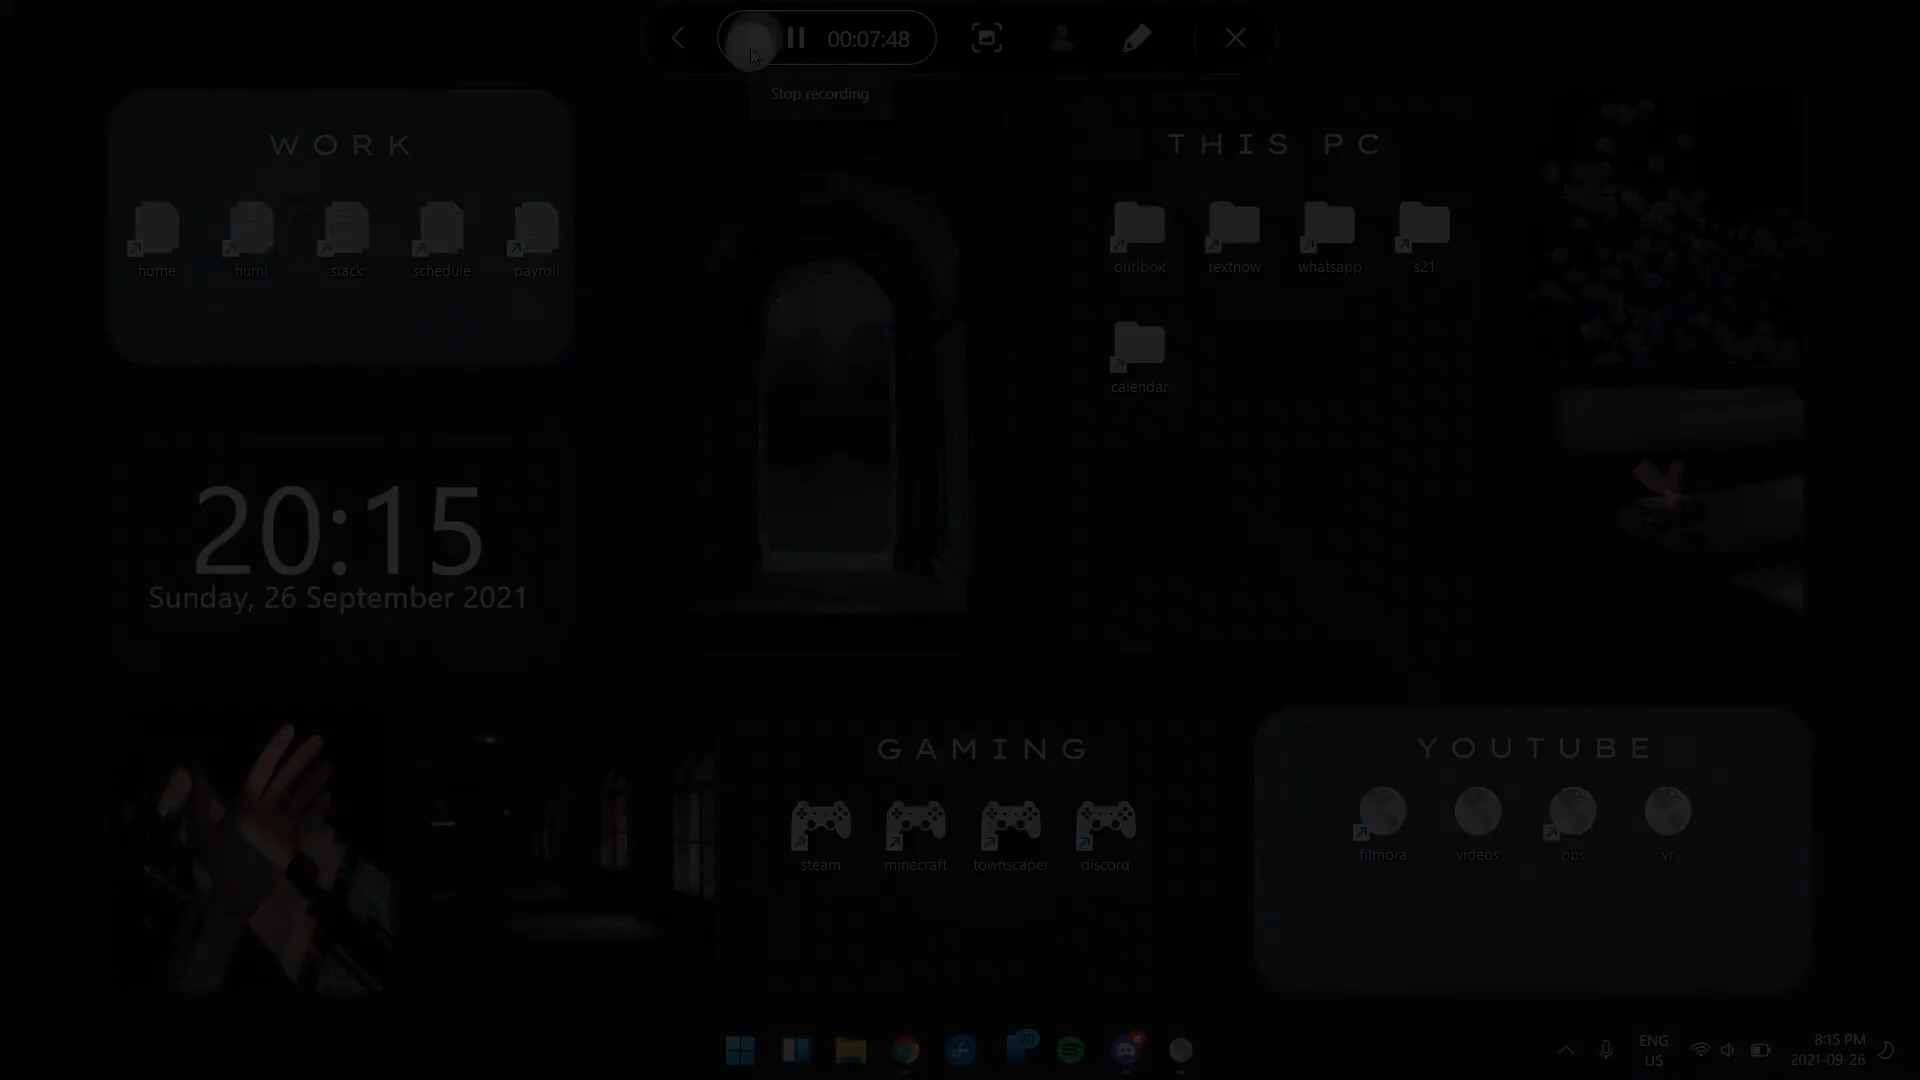 00:07:48
Stop recording
WORK
home
humi
slack
schedule
payroll
THIS PC
outlook
textnow
whatsapp
s21
calendar
20:15
Sunday, 26 September 2021
GAMING
steam
minecraft
townscaper
discord
YOUTUBE
filmora
videos
obs
vr
20
ENG
US
8:15 PM
2021-09-26